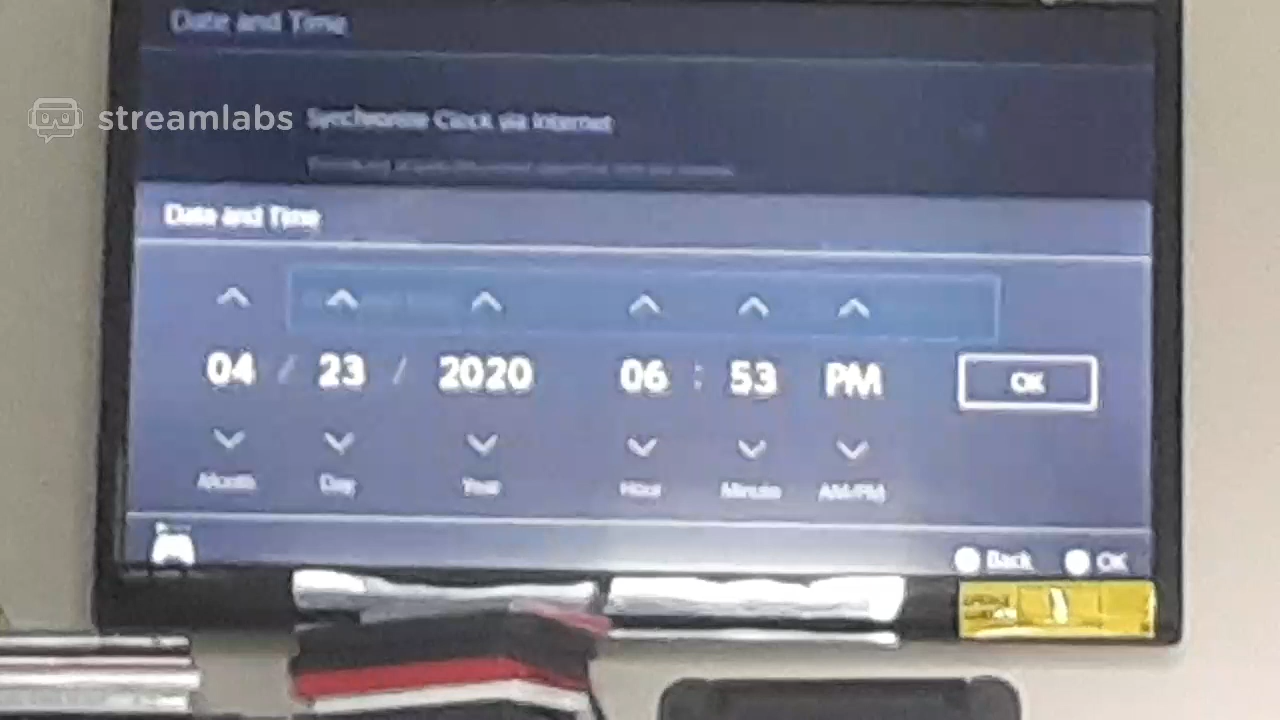 Date and Time
streamlabs
Synchronize Clock via Internet
Date and Time
04 / 23 / 2020 06 : 53 PM OK
Month Day Year Hour Minute AM/PM
Back OK